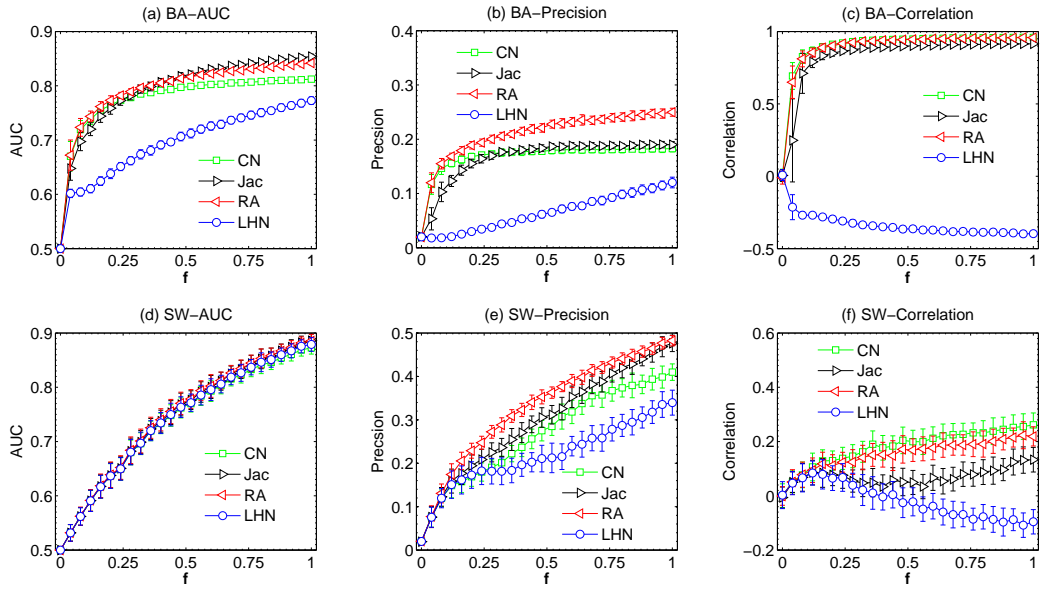 (a) BA−AUC
0.9
0.8
0.7
0.6
0.5
AUC
0
0.25
0.5
0.75
1
f
CN
Jac
RA
LHN
(b) BA−Precision
0.4
0.3
0.2
0.1
0
Precsion
0
0.25
0.5
0.75
1
f
CN
Jac
RA
LHN
(c) BA−Correlation
1
0.5
0
−0.5
Correlation
0
0.25
0.5
0.75
1
f
CN
Jac
RA
LHN
(d) SW−AUC
0.9
0.8
0.7
0.6
0.5
AUC
0
0.25
0.5
0.75
1
f
CN
Jac
RA
LHN
(e) SW−Precision
0.5
0.4
0.3
0.2
0.1
0
Precsion
0
0.25
0.5
0.75
1
f
CN
Jac
RA
LHN
(f) SW−Correlation
0.6
0.4
0.2
0
−0.2
Correlation
0
0.25
0.5
0.75
1
f
CN
Jac
RA
LHN